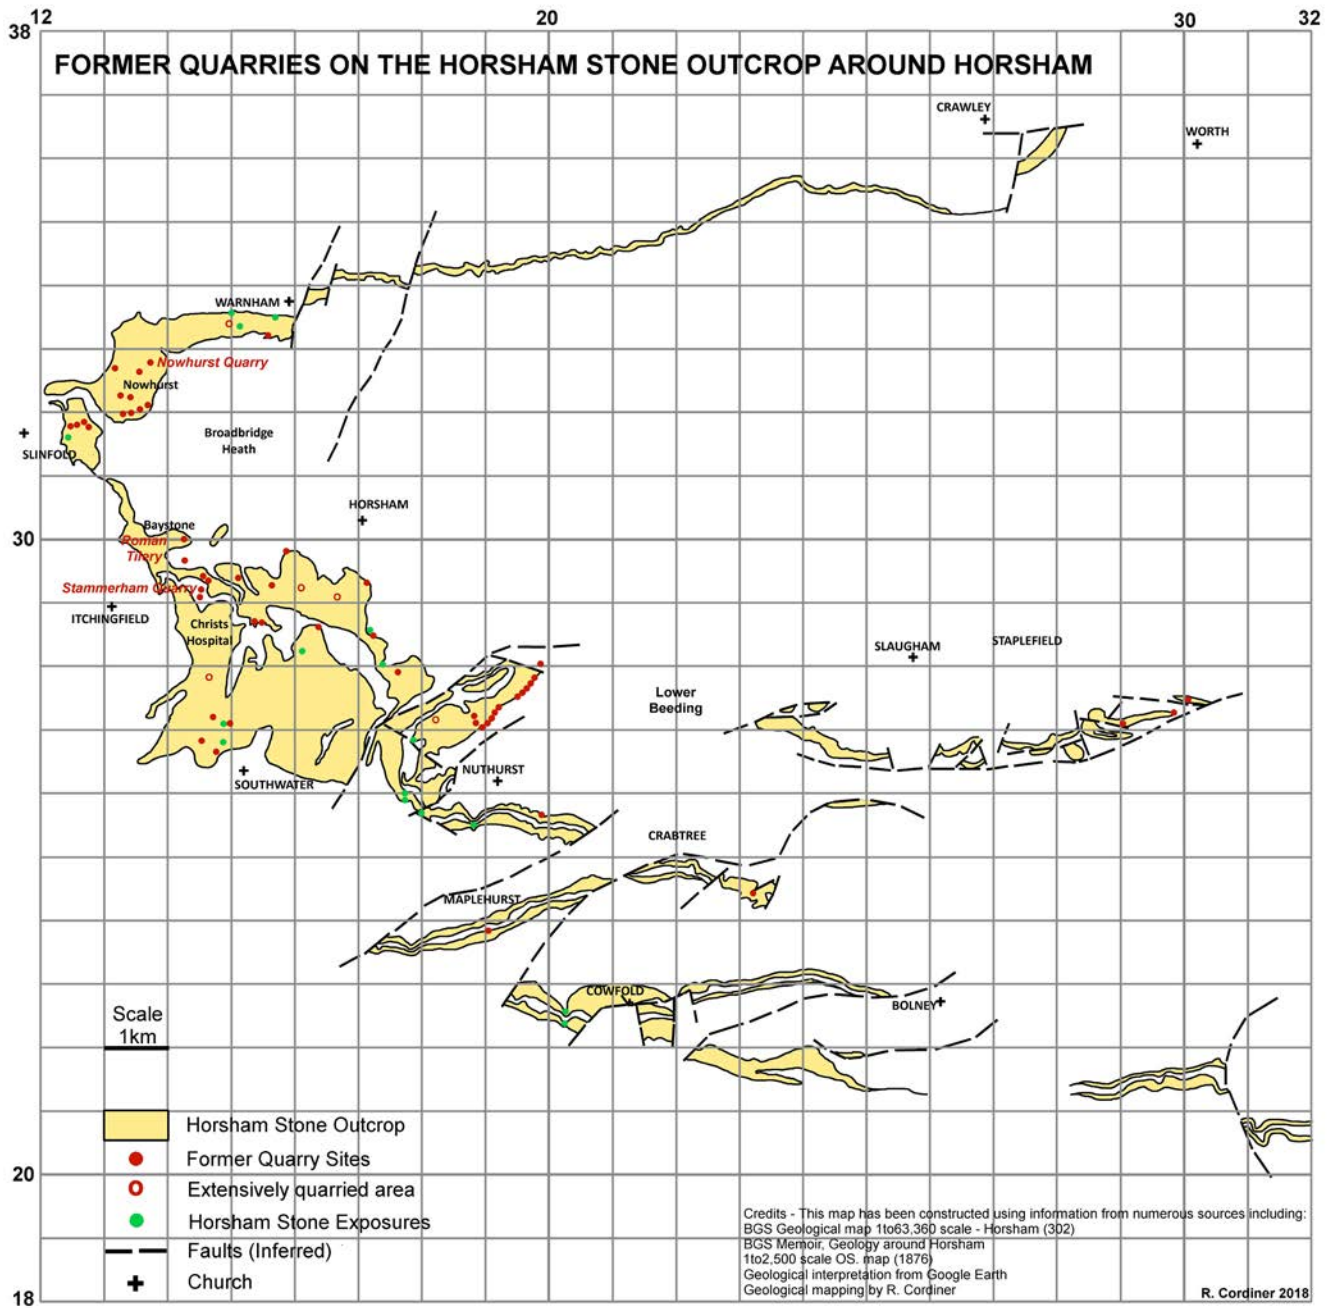 12 20 30 32
38
FORMER QUARRIES ON THE HORSHAM STONE OUTCROP AROUND HORSHAM
CRAWLEY
WORTH
WARNHAM
Nowhurst Quarry
Nowhurst
Broadbridge
Heath
SLINFOLD
HORSHAM
Baystone
30
Roman
Tilery
Stammerham Quarry
ITCHINGFIELD
Christs
Hospital
SLAUGHAM
STAPLEFIELD
Lower
Beeding
NUTHURST
SOUTHWATER
CRABTREE
MAPLEHURST
COWFOLD
BOLNEY
Scale
1km
Horsham Stone Outcrop
Former Quarry Sites
20
Extensively quarried area
Horsham Stone Exposures
Faults (Inferred)
Church
18
Credits - This map has been constructed using information from numerous sources including:
BGS Geological map 1to63,360 scale - Horsham (302)
BGS Memoir, Geology around Horsham
1to2,500 scale OS. map (1876)
Geological interpretation from Google Earth
Geological mapping by R. Cordiner
R. Cordiner 2018